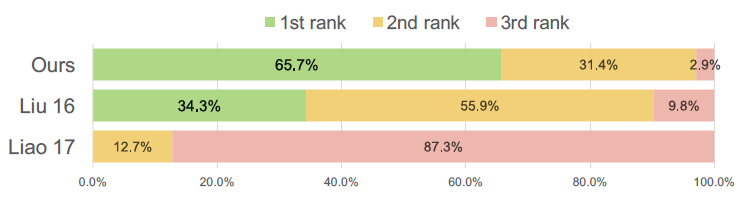 1st rank 2nd rank 3rd rank
Ours 65.7% 31.4% 2.9%
Liu 16 34.3% 55.9% 9.8%
Liao 17 12.7% 87.3%
0.0% 20.0% 40.0% 60.0% 80.0% 100.0%